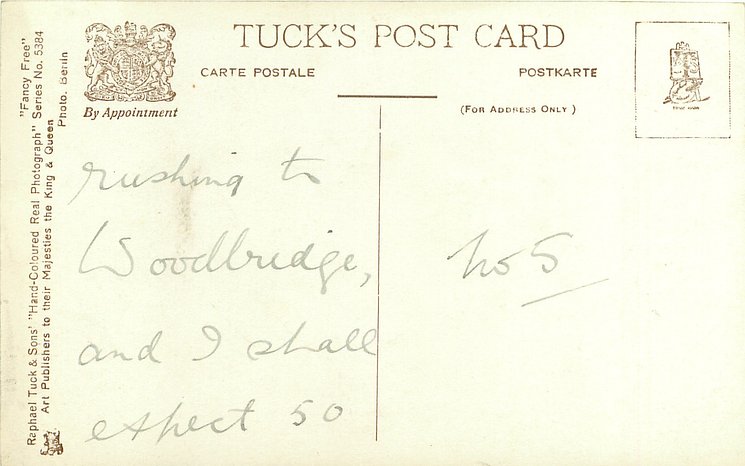 TUCK'S POST CARD
CARTE POSTALE
POSTKARTE
(FOR ADDRESS ONLY)
By Appointment
"Fancy Free"
Raphael Tuck & Sons' "Hand-Coloured Real Photograph" Series No. 5384
Art Publishers to their Majesties the King & Queen
Photo. Berlin
rushing to
Woodbridge,
and I shall
expect 50
No 5